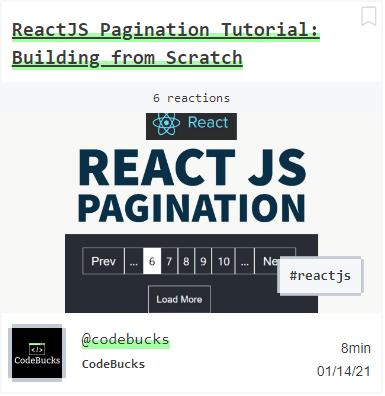 ReactJS Pagination Tutorial:
Building from Scratch
6 reactions
React
REACT JS
PAGINATION
Prev ... 6 7 8 9 10 ... Ne
Load More
#reactjs
</> CodeBucks
@codebucks
CodeBucks
8min
01/14/21